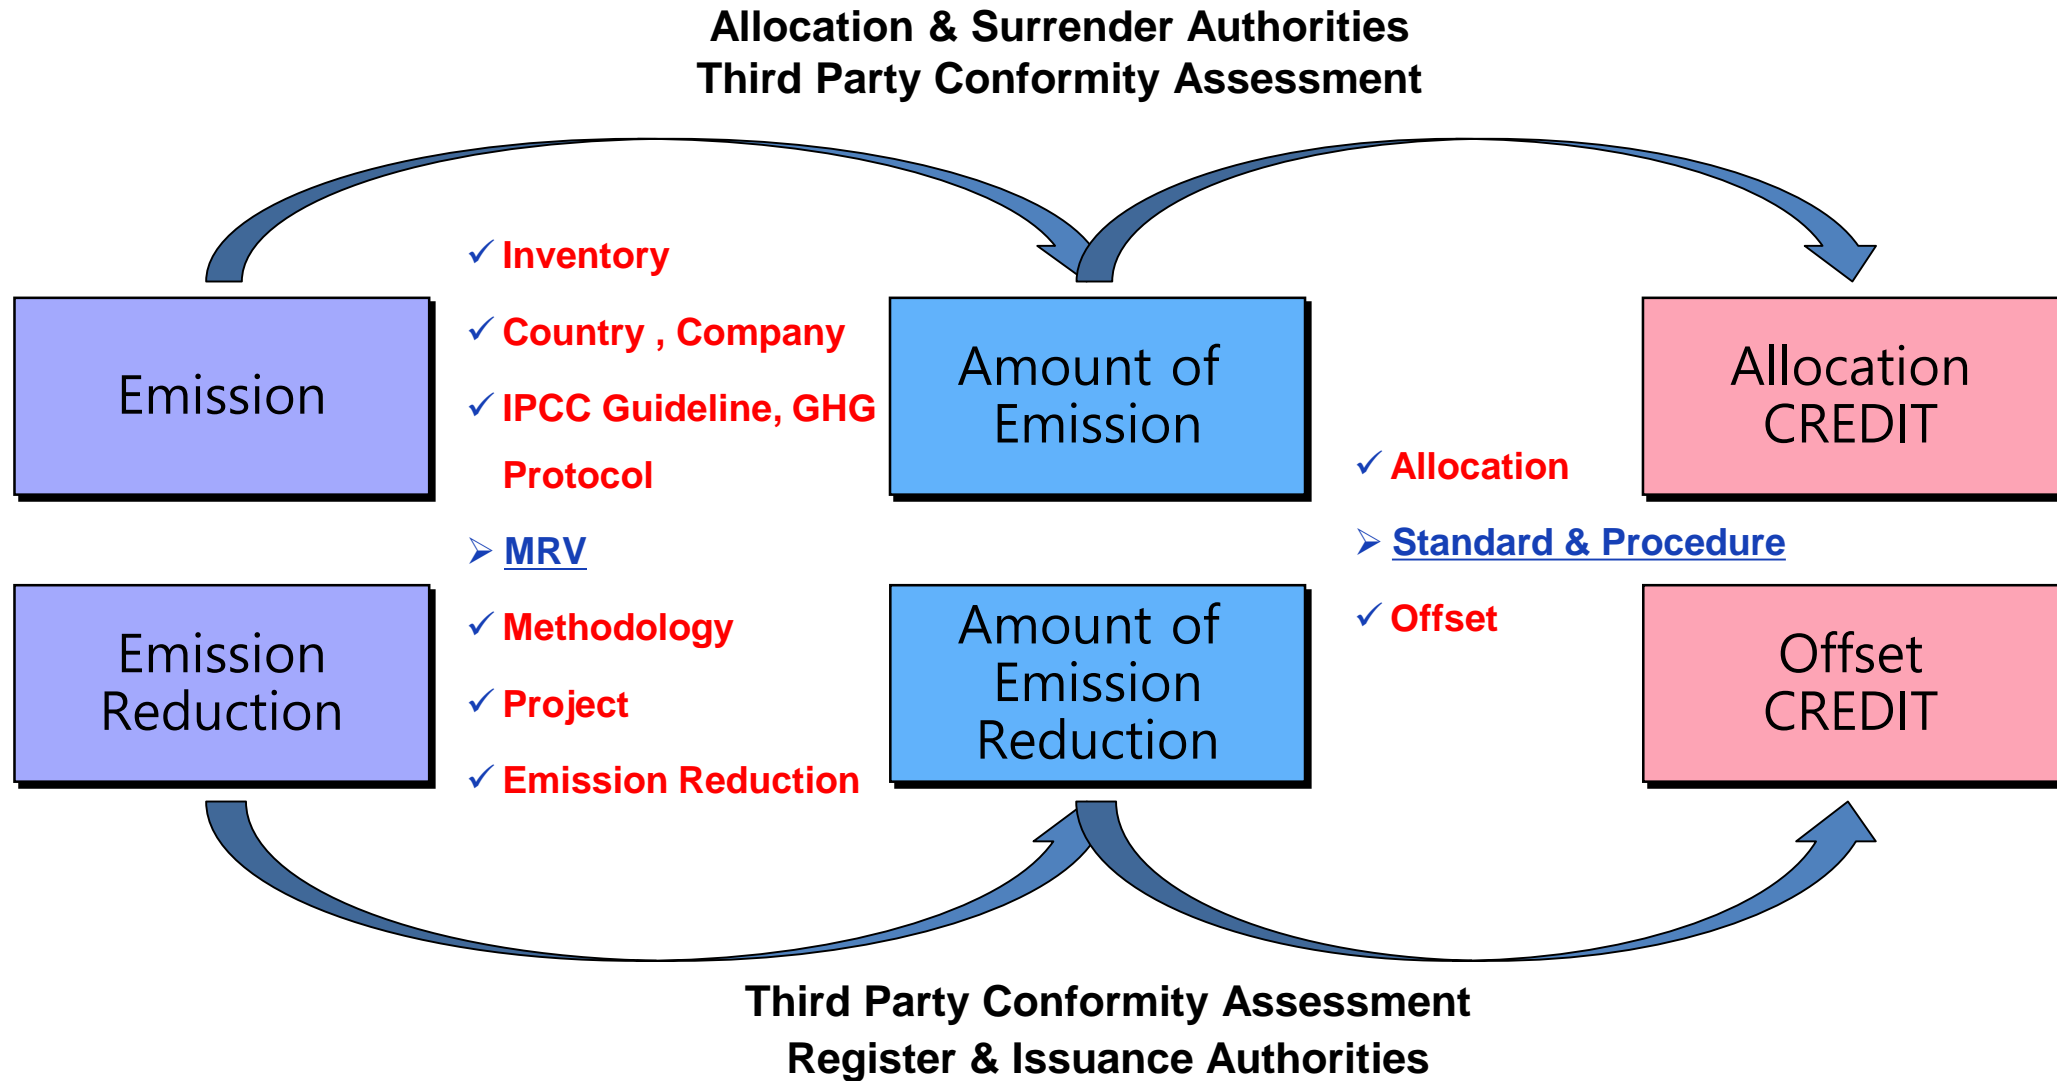 Allocation & Surrender Authorities
Third Party Conformity Assessment
Emission
✓ Inventory
✓ Country , Company
✓ IPCC Guideline, GHG
Protocol
➢ MRV
✓ Methodology
✓ Project
✓ Emission Reduction
Amount of
Emission
✓ Allocation
➢ Standard & Procedure
✓ Offset
Allocation
CREDIT
Emission
Reduction
Amount of
Emission
Reduction
Offset
CREDIT
Third Party Conformity Assessment
Register & Issuance Authorities